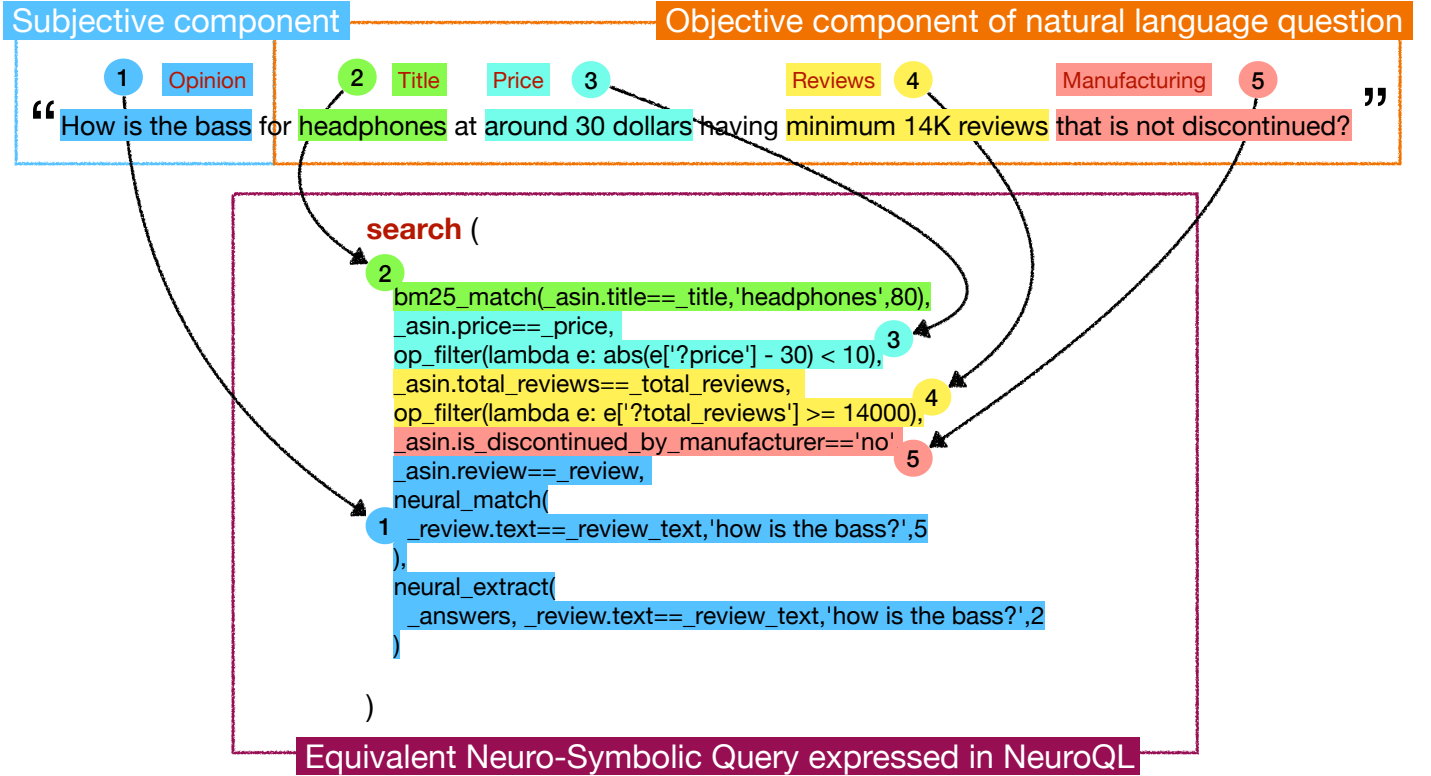 Subjective component
Objective component of natural language question
1 Opinion 2 Title Price 3 Reviews 4 Manufacturing 5
“How is the bass for headphones at around 30 dollars having minimum 14K reviews that is not discontinued?”
search (
2
bm25_match(_asin.title==_title,'headphones',80),
_asin.price==_price,
3
op_filter(lambda e: abs(e['?price'] - 30) < 10),
_asin.total_reviews==_total_reviews,
4
op_filter(lambda e: e['?total_reviews'] >= 14000),
_asin.is_discontinued_by_manufacturer=='no'
5
_asin.review==_review,
neural_match(
1
_review.text==_review_text,'how is the bass?',5
),
neural_extract(
_answers, _review.text==_review_text,'how is the bass?',2
)
)
Equivalent Neuro-Symbolic Query expressed in NeuroQL